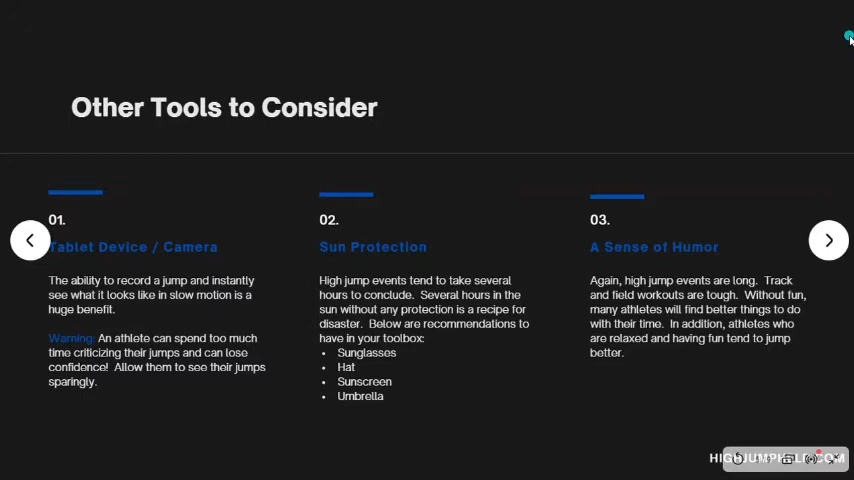 Other Tools to Consider
01.
Tablet Device / Camera
The ability to record a jump and instantly
see what it looks like in slow motion is a
huge benefit.
Warning: An athlete can spend too much
time criticizing their jumps and can lose
confidence! Allow them to see their jumps
sparingly.
02.
Sun Protection
High jump events tend to take several
hours to conclude. Several hours in the
sun without any protection is a recipe for
disaster. Below are recommendations to
have in your toolbox:
• Sunglasses
• Hat
• Sunscreen
• Umbrella
03.
A Sense of Humor
Again, high jump events are long. Track
and field workouts are tough. Without fun,
many athletes will find better things to do
with their time. In addition, athletes who
are relaxed and having fun tend to jump
better.